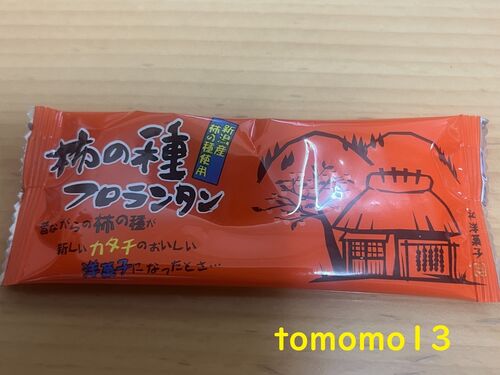 柿の種
フロランタン
新潟産
柿の種使用
昔ながらの柿の種が
新しいカタチのおいしい
洋菓子になったとさ…
tomomo13